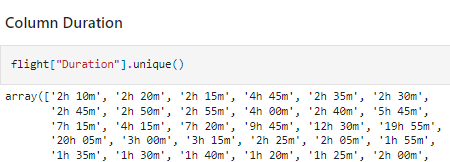 Column Duration
flight["Duration"].unique()
array(['2h 10m', '2h 20m', '2h 15m', '4h 45m', '2h 35m', '2h 30m',
'2h 45m', '2h 50m', '2h 55m', '4h 00m', '2h 40m', '5h 45m',
'7h 15m', '4h 15m', '7h 20m', '9h 45m', '12h 30m', '19h 55m',
'20h 05m', '3h 00m', '3h 15m', '2h 25m', '2h 05m', '1h 55m',
'1h 35m', '1h 30m', '1h 40m', '1h 20m', '1h 25m', '2h 00m',